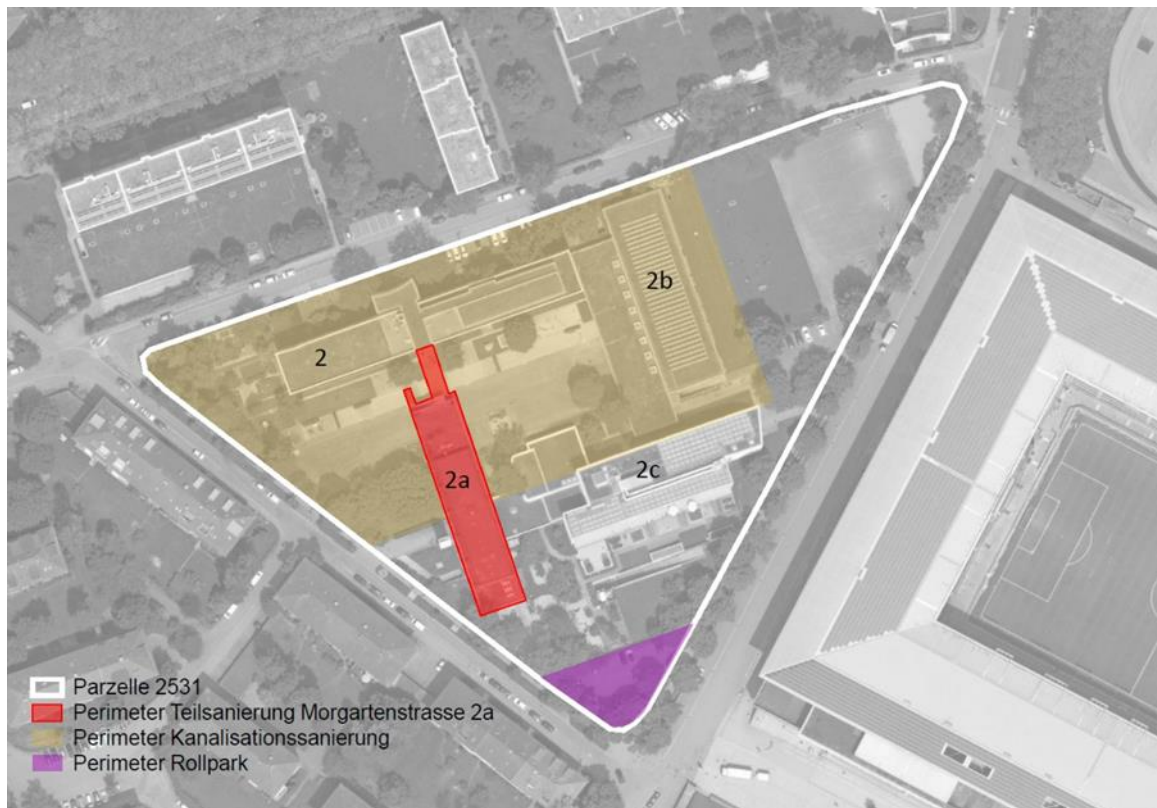 2b
2
2a
2c
Parzelle 2531
Perimeter Teilsanierung Morgartenstrasse 2a
Perimeter Kanalisationssanierung
Perimeter Rollpark